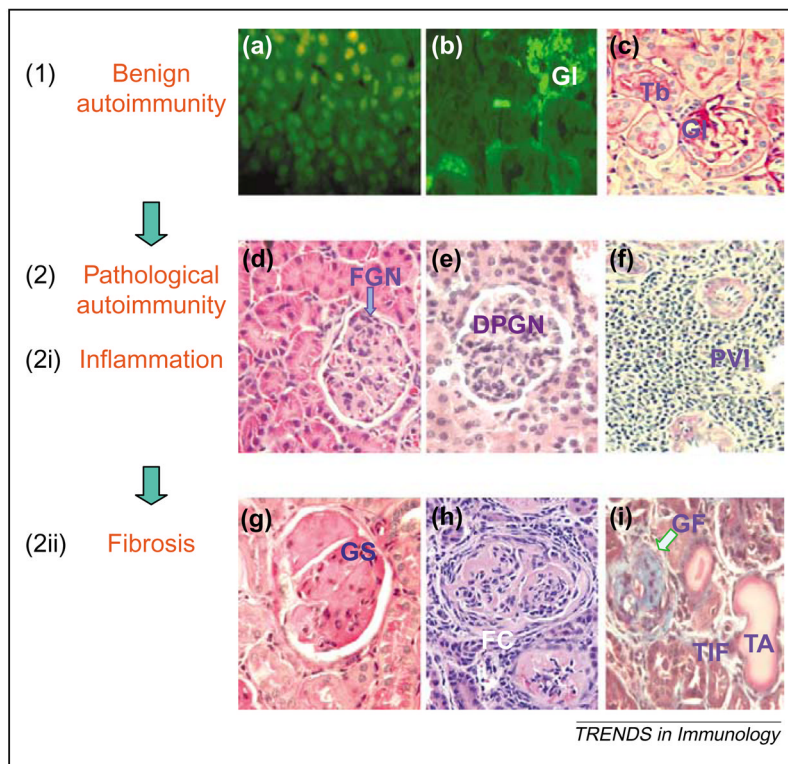 (a)
(b)
(c)
(1) Benign
autoimmunity
Gl
Tb
Gl
(d)
(e)
(f)
(2) Pathological
autoimmunity
FGN
DPGN
PVI
(2i) Inflammation
(g)
(h)
(i)
(2ii) Fibrosis
GS
FC
GF
TIF
TA
TRENDS in Immunology